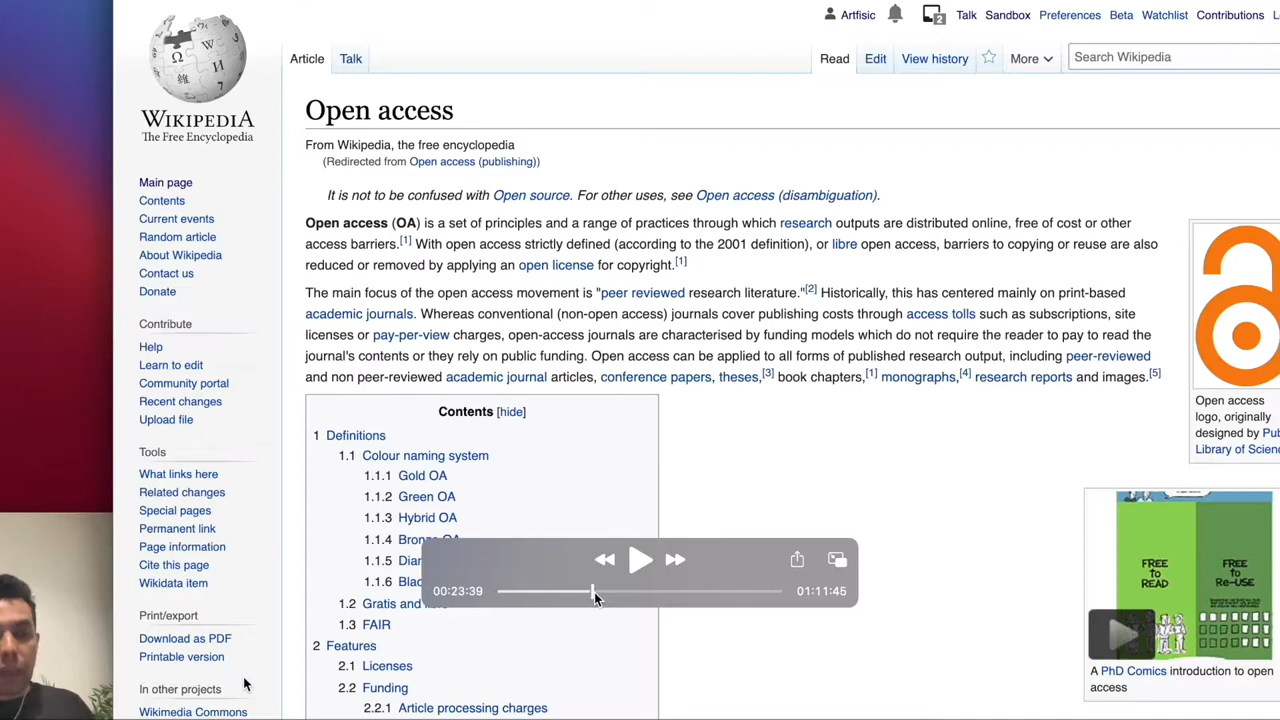 Artfisic 2 Talk Sandbox Preferences Beta Watchlist Contributions
Article Talk Read Edit View history More Search Wikipedia
WIKIPEDIA
The Free Encyclopedia
Main page
Contents
Current events
Random article
About Wikipedia
Contact us
Donate
Contribute
Help
Learn to edit
Community portal
Recent changes
Upload file
Tools
What links here
Related changes
Special pages
Permanent link
Page information
Cite this page
Wikidata item
Print/export
Download as PDF
Printable version
In other projects
Wikimedia Commons
Open access
From Wikipedia, the free encyclopedia
(Redirected from Open access (publishing))
It is not to be confused with Open source. For other uses, see Open access (disambiguation).
Open access (OA) is a set of principles and a range of practices through which research outputs are distributed online, free of cost or other
access barriers.[1] With open access strictly defined (according to the 2001 definition), or libre open access, barriers to copying or reuse are also
reduced or removed by applying an open license for copyright.[1]
The main focus of the open access movement is "peer reviewed research literature."[2] Historically, this has centered mainly on print-based
academic journals. Whereas conventional (non-open access) journals cover publishing costs through access tolls such as subscriptions, site
licenses or pay-per-view charges, open-access journals are characterised by funding models which do not require the reader to pay to read the
journal's contents or they rely on public funding. Open access can be applied to all forms of published research output, including peer-reviewed
and non peer-reviewed academic journal articles, conference papers, theses,[3] book chapters,[1] monographs,[4] research reports and images.[5]
Contents [hide]
1 Definitions
1.1 Colour naming system
1.1.1 Gold OA
1.1.2 Green OA
1.1.3 Hybrid OA
1.1.4
1.1.5
1.1.6
1.2 Gratis and
1.3 FAIR
2 Features
2.1 Licenses
2.2 Funding
2.2.1 Article processing charges
00:23:39 01:11:45
Open access
logo, originally
designed by
Library of
FREE FREE
TO TO
READ Re-USE
A PhD Comics introduction to open
access